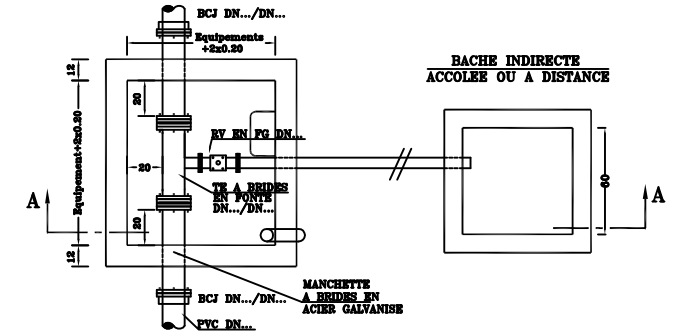 BCJ DN.../DN...
Equipements
+2x0.20
BACHE INDIRECTE
ACCOLEE OU A DISTANCE
12
20
RV EN FG DN...
Equipement+2x0.20
20
60
TE A BRIDES
EN FONTE
DN.../DN...
A
A
20
12
MANCHETTE
A BRIDES EN
ACIER GALVANISE
BCJ DN.../DN...
PVC DN...